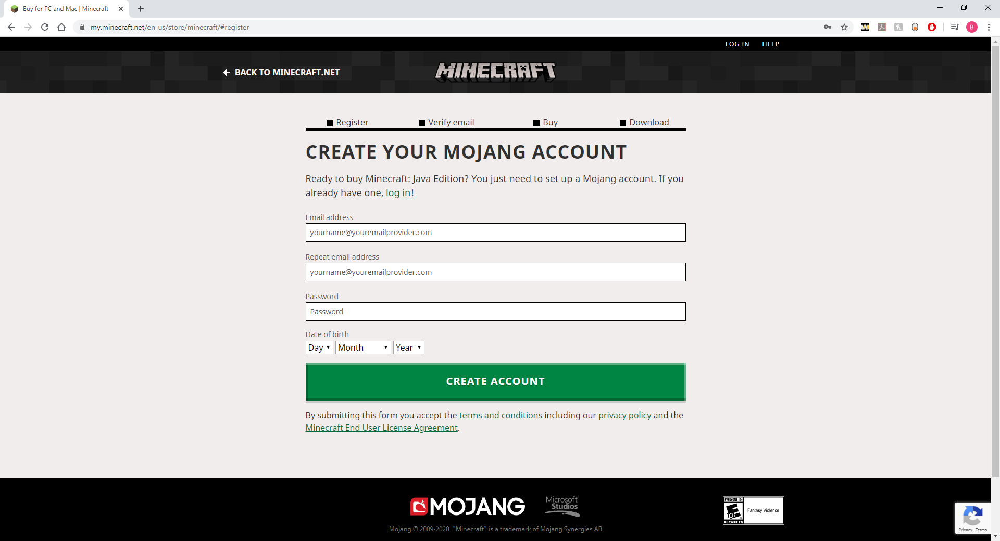 Buy for PC and Mac | Minecraft
my.minecraft.net/en-us/store/minecraft/#register
B
LOG IN HELP
BACK TO MINECRAFT.NET
MINECRAFT
Register Verify email Buy Download
CREATE YOUR MOJANG ACCOUNT
Ready to buy Minecraft: Java Edition? You just need to set up a Mojang account. If you
already have one, log in!
Email address
yourname@youremailprovider.com
Repeat email address
yourname@youremailprovider.com
Password
Password
Date of birth
Day Month Year
CREATE ACCOUNT
By submitting this form you accept the terms and conditions including our privacy policy and the
Minecraft End User License Agreement.
MOJANG
Microsoft
Studios
EVERYONE 10+
E
10+
ESRB
Fantasy Violence
Mojang © 2009-2020. "Minecraft" is a trademark of Mojang Synergies AB
Privacy - Terms